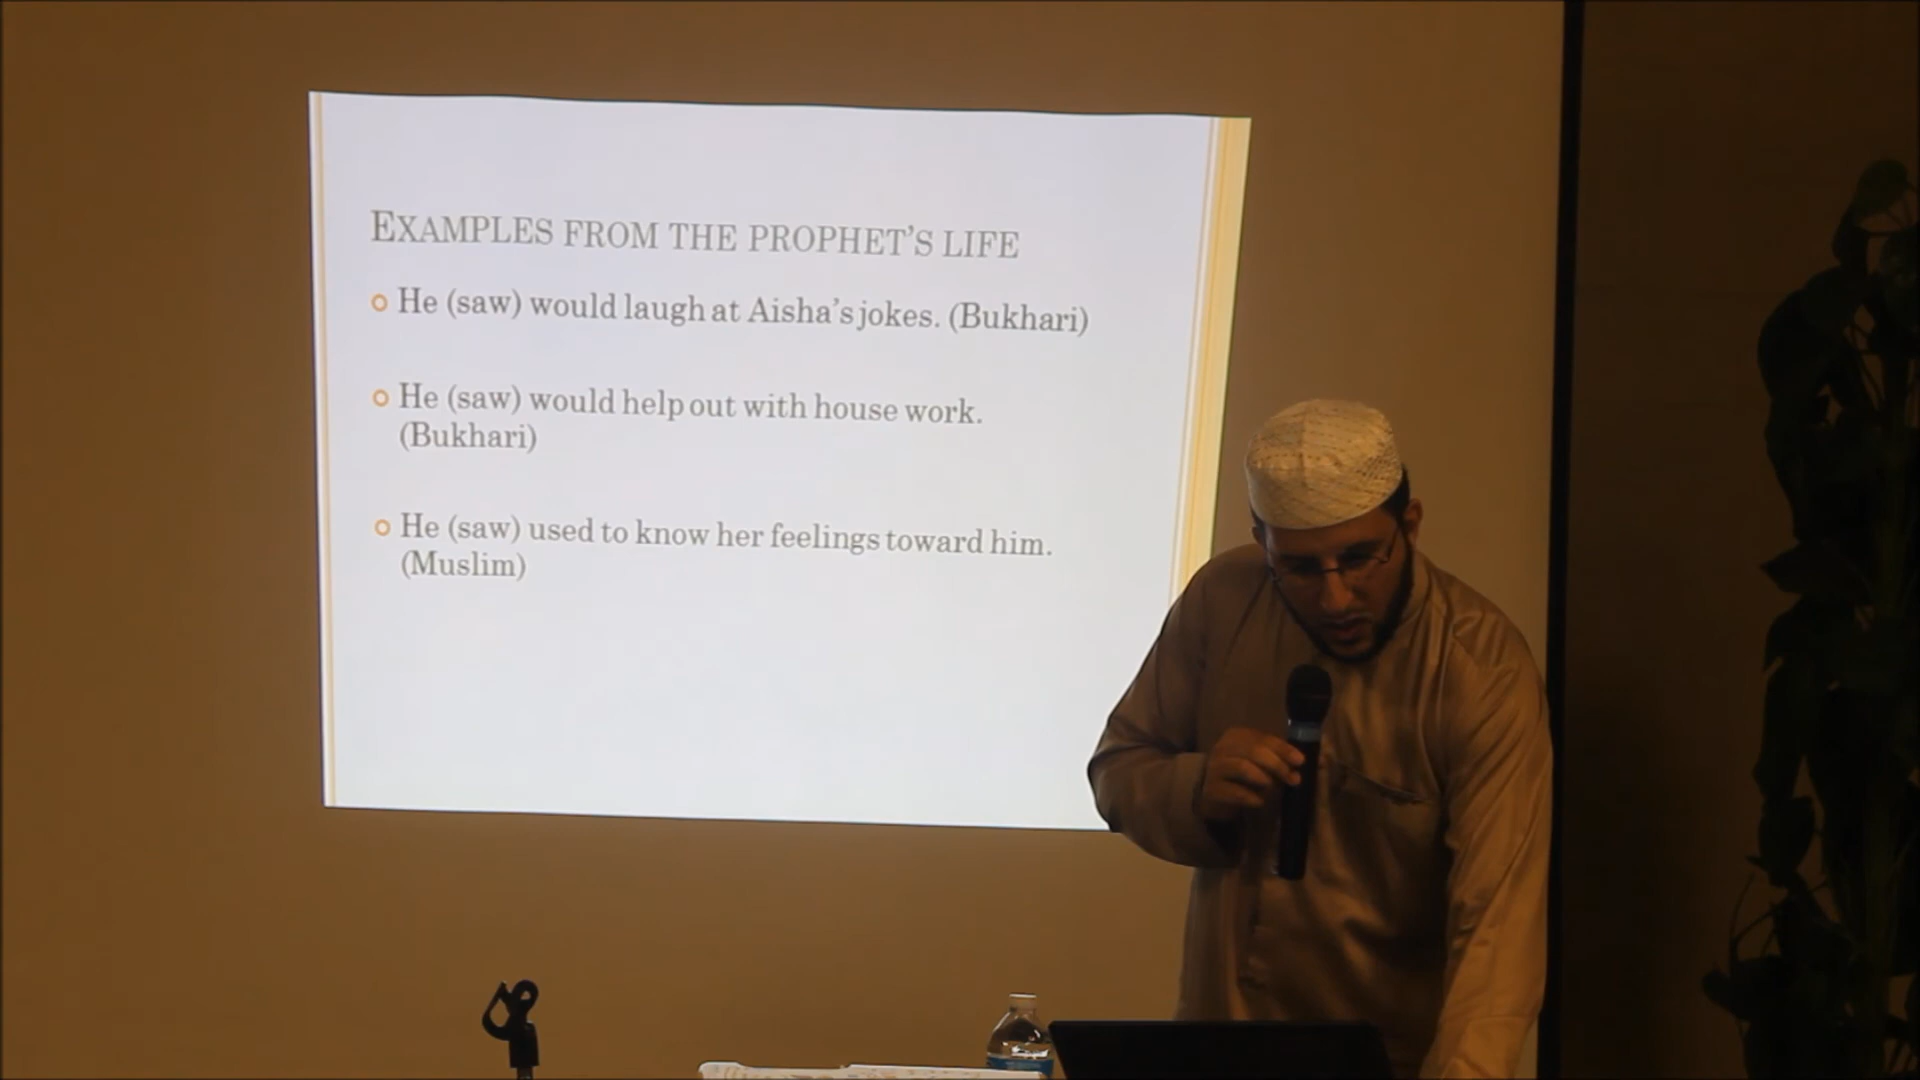 EXAMPLES FROM THE PROPHET'S LIFE
He (saw) would laugh at Aisha's jokes. (Bukhari)
He (saw) would help out with house work.
(Bukhari)
He (saw) used to know her feelings toward him.
(Muslim)